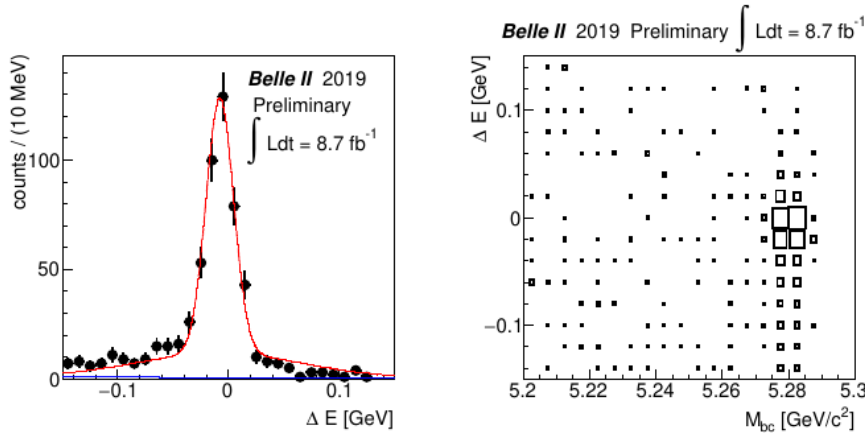 Belle II 2019 Preliminary ∫ Ldt = 8.7 fb⁻¹
Belle II 2019
Preliminary
∫ Ldt = 8.7 fb⁻¹
counts / (10 MeV)
100
50
0
−0.1
0
0.1
Δ E [GeV]
Δ E [GeV]
0.1
0
−0.1
5.2
5.22
5.24
5.26
5.28
5.3
M_bc [GeV/c²]